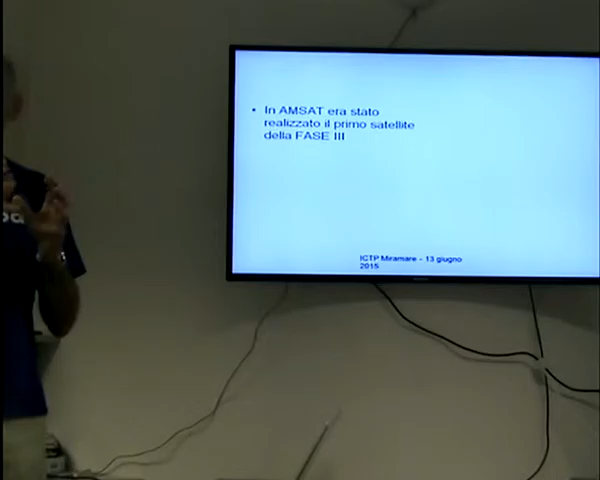 • In AMSAT era stato
realizzato il primo satellite
della FASE III
ICTP Miramare - 13 giugno
2015